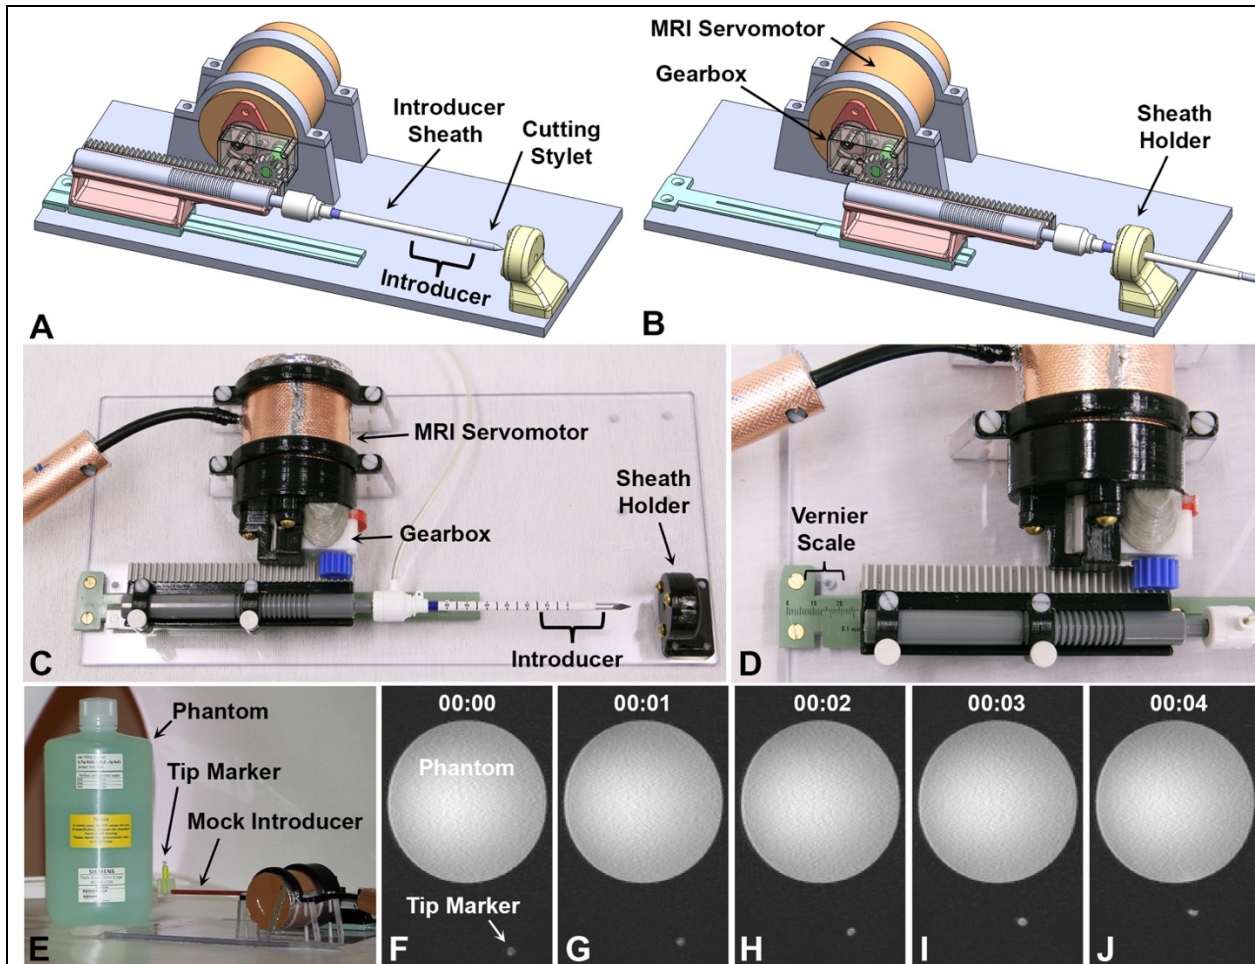 Introducer
Sheath
Cutting
Stylet
Introducer
A
MRI Servomotor
Gearbox
Sheath
Holder
B
MRI Servomotor
Gearbox
Sheath
Holder
Introducer
C
Vernier
Scale
D
Phantom
Tip Marker
Mock Introducer
SIEMENS
E
00:00
Phantom
Tip Marker
F
00:01
G
00:02
H
00:03
I
00:04
J